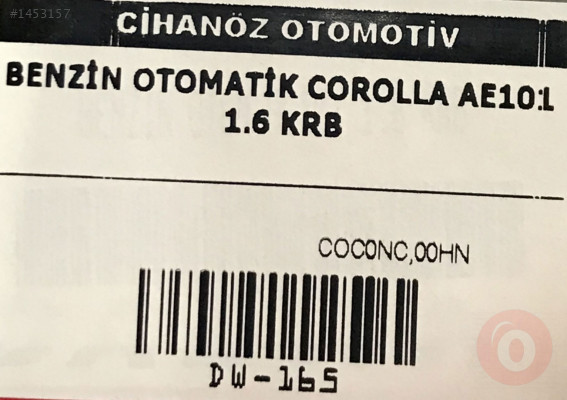 #1453157
CİHANÖZ OTOMOTİV
BENZİN OTOMATİK COROLLA AE101
1.6 KRB
COC0NC,00HN
DW-165